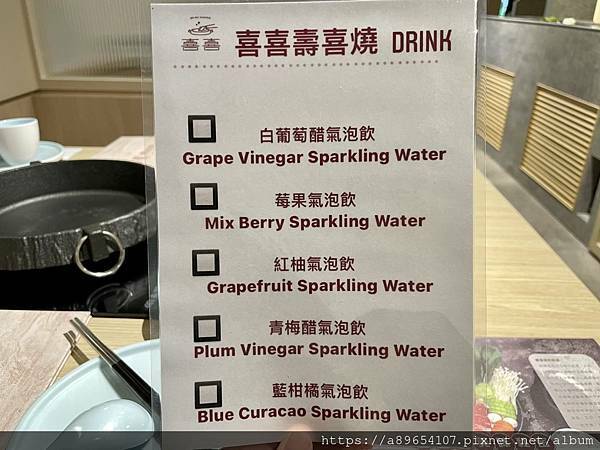 喜喜
喜喜壽喜燒 DRINK
白葡萄醋氣泡飲
Grape Vinegar Sparkling Water
莓果氣泡飲
Mix Berry Sparkling Water
紅柚氣泡飲
Grapefruit Sparkling Water
青梅醋氣泡飲
Plum Vinegar Sparkling Water
藍柑橘氣泡飲
Blue Curacao Sparkling Water
https://a89654107.pixnet.net/album